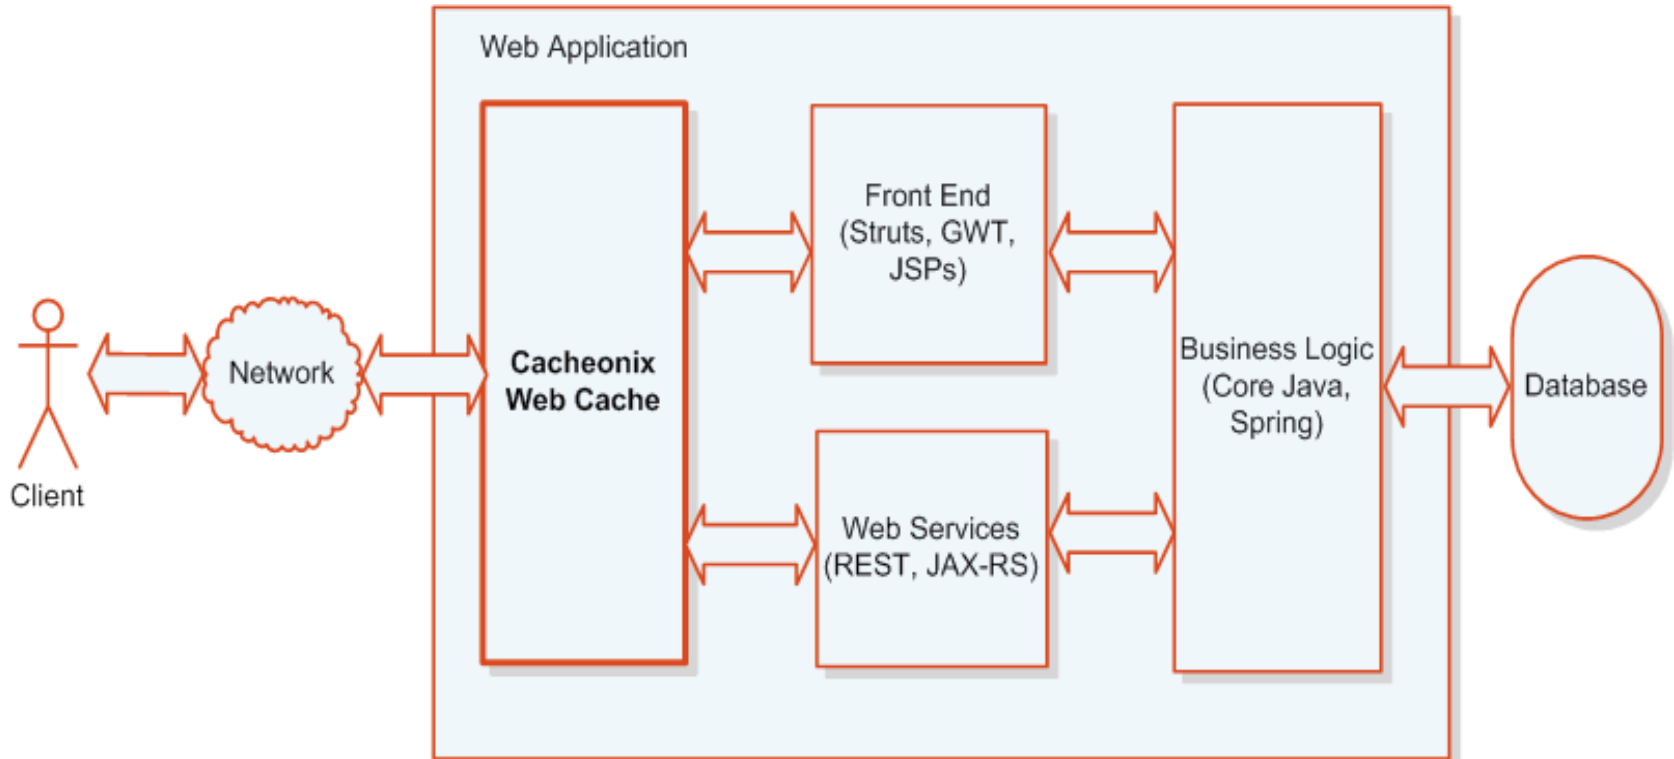 Web Application
Front End
(Struts, GWT,
JSPs)
Network
Cacheonix
Web Cache
Business Logic
(Core Java,
Spring)
Database
Client
Web Services
(REST, JAX-RS)